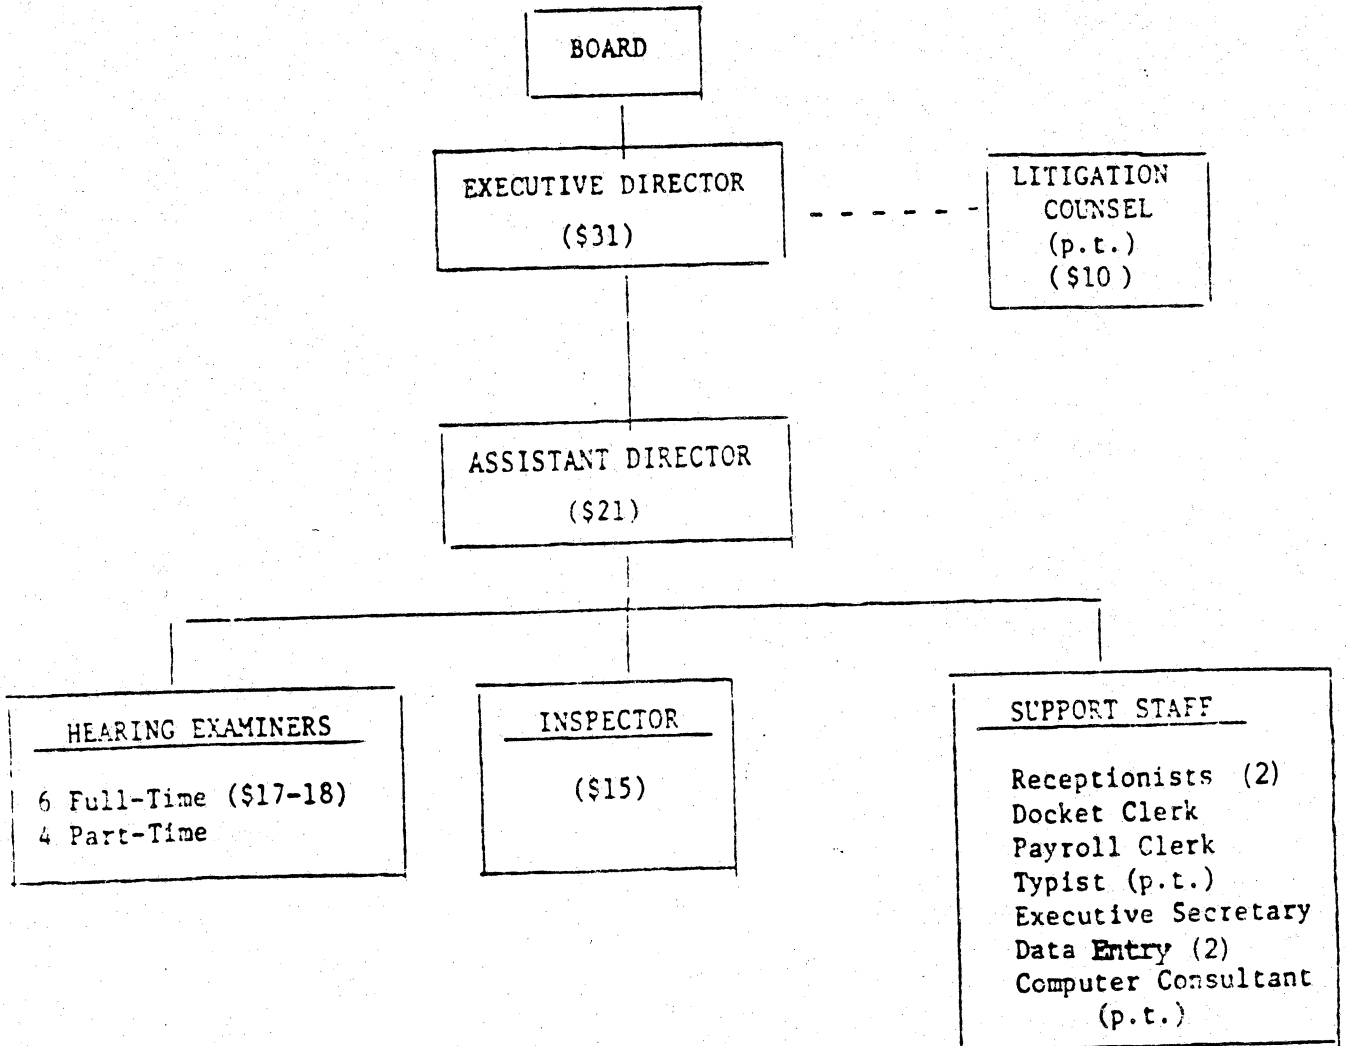 BOARD
EXECUTIVE DIRECTOR
($31)
LITIGATION
COUNSEL
(p.t.)
($10 )
ASSISTANT DIRECTOR
($21)
HEARING EXAMINERS
6 Full-Time ($17-18)
4 Part-Time
INSPECTOR
($15)
SUPPORT STAFF
Receptionists (2)
Docket Clerk
Payroll Clerk
Typist (p.t.)
Executive Secretary
Data Entry (2)
Computer Consultant
(p.t.)